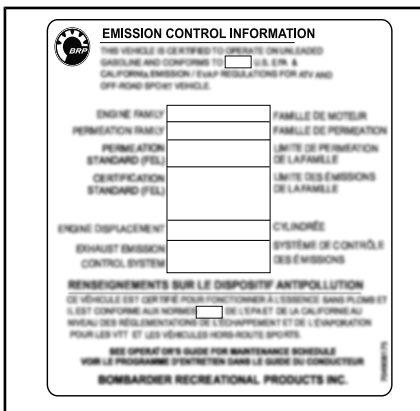 BRP
EMISSION CONTROL INFORMATION
THIS VEHICLE IS CERTIFIED TO OPERATE ON UNLEADED
GASOLINE AND CONFORMS TO U.S. EPA &
CALIFORNIA EMISSION / EVAP REGULATIONS FOR ATV AND
OFF-ROAD SPORT VEHICLE.
ENGINE FAMILY FAMILLE DE MOTEUR
PERMEATION FAMILY FAMILLE DE PERMEATION
PERMEATION STANDARD (FEL) LIMITE DE PERMEATION DE LA FAMILLE
CERTIFICATION STANDARD (FEL) LIMITE DES ÉMISSIONS DE LA FAMILLE
ENGINE DISPLACEMENT CYLINDRÉE
EXHAUST EMISSION CONTROL SYSTEM SYSTÈME DE CONTRÔLE DES ÉMISSIONS
RENSEIGNEMENTS SUR LE DISPOSITIF ANTIPOLLUTION
CE VÉHICULE EST CERTIFIÉ POUR FONCTIONNER À L'ESSENCE SANS PLOMB ET
IL EST CONFORME AUX NORMES DE L'EPA ET DE LA CALIFORNIE AU
NIVEAU DES RÉGLEMENTATIONS DE L'ÉCHAPPEMENT ET DE L'ÉVAPORATION
POUR LES VTT ET LES VÉHICULES HORS-ROUTE SPORTS.
SEE OPERATOR'S GUIDE FOR MAINTENANCE SCHEDULE
VOIR LE PROGRAMME D'ENTRETIEN DANS LE GUIDE DU CONDUCTEUR
BOMBARDIER RECREATIONAL PRODUCTS INC.